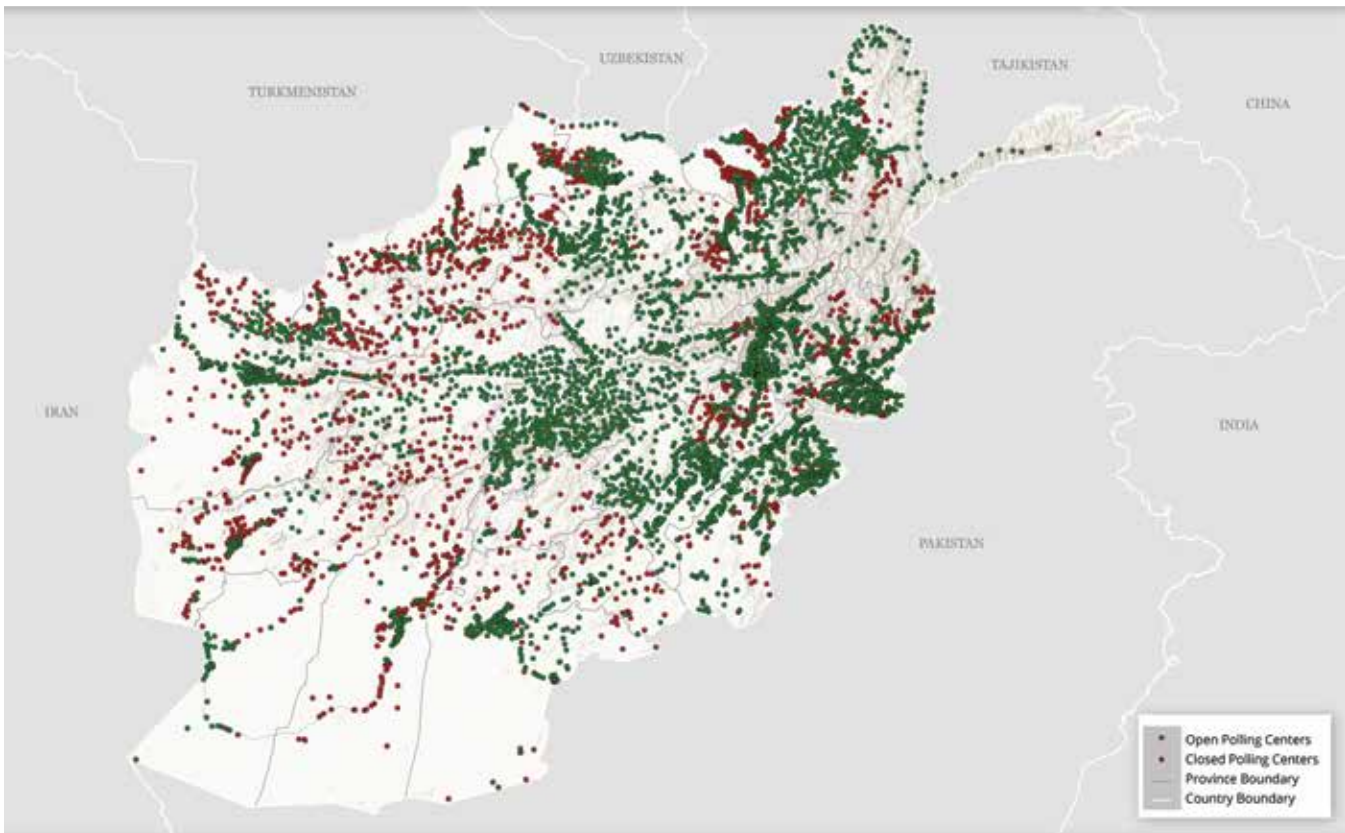 UZBEKISTAN
TAJIKISTAN
TURKMENISTAN
CHINA
IRAN
INDIA
PAKISTAN
Open Polling Centers
Closed Polling Centers
Province Boundary
Country Boundary